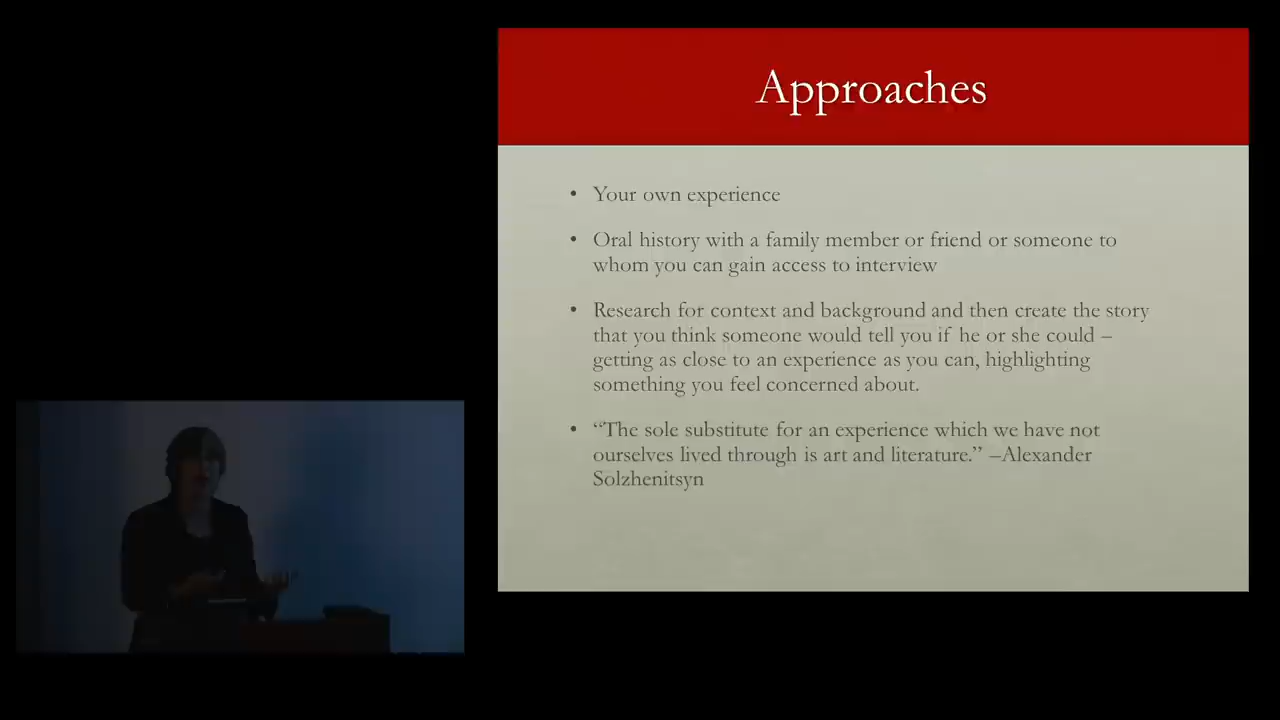 Approaches
• Your own experience
• Oral history with a family member or friend or someone to
whom you can gain access to interview
• Research for context and background and then create the story
that you think someone would tell you if he or she could –
getting as close to an experience as you can, highlighting
something you feel concerned about.
• “The sole substitute for an experience which we have not
ourselves lived through is art and literature.” –Alexander
Solzhenitsyn